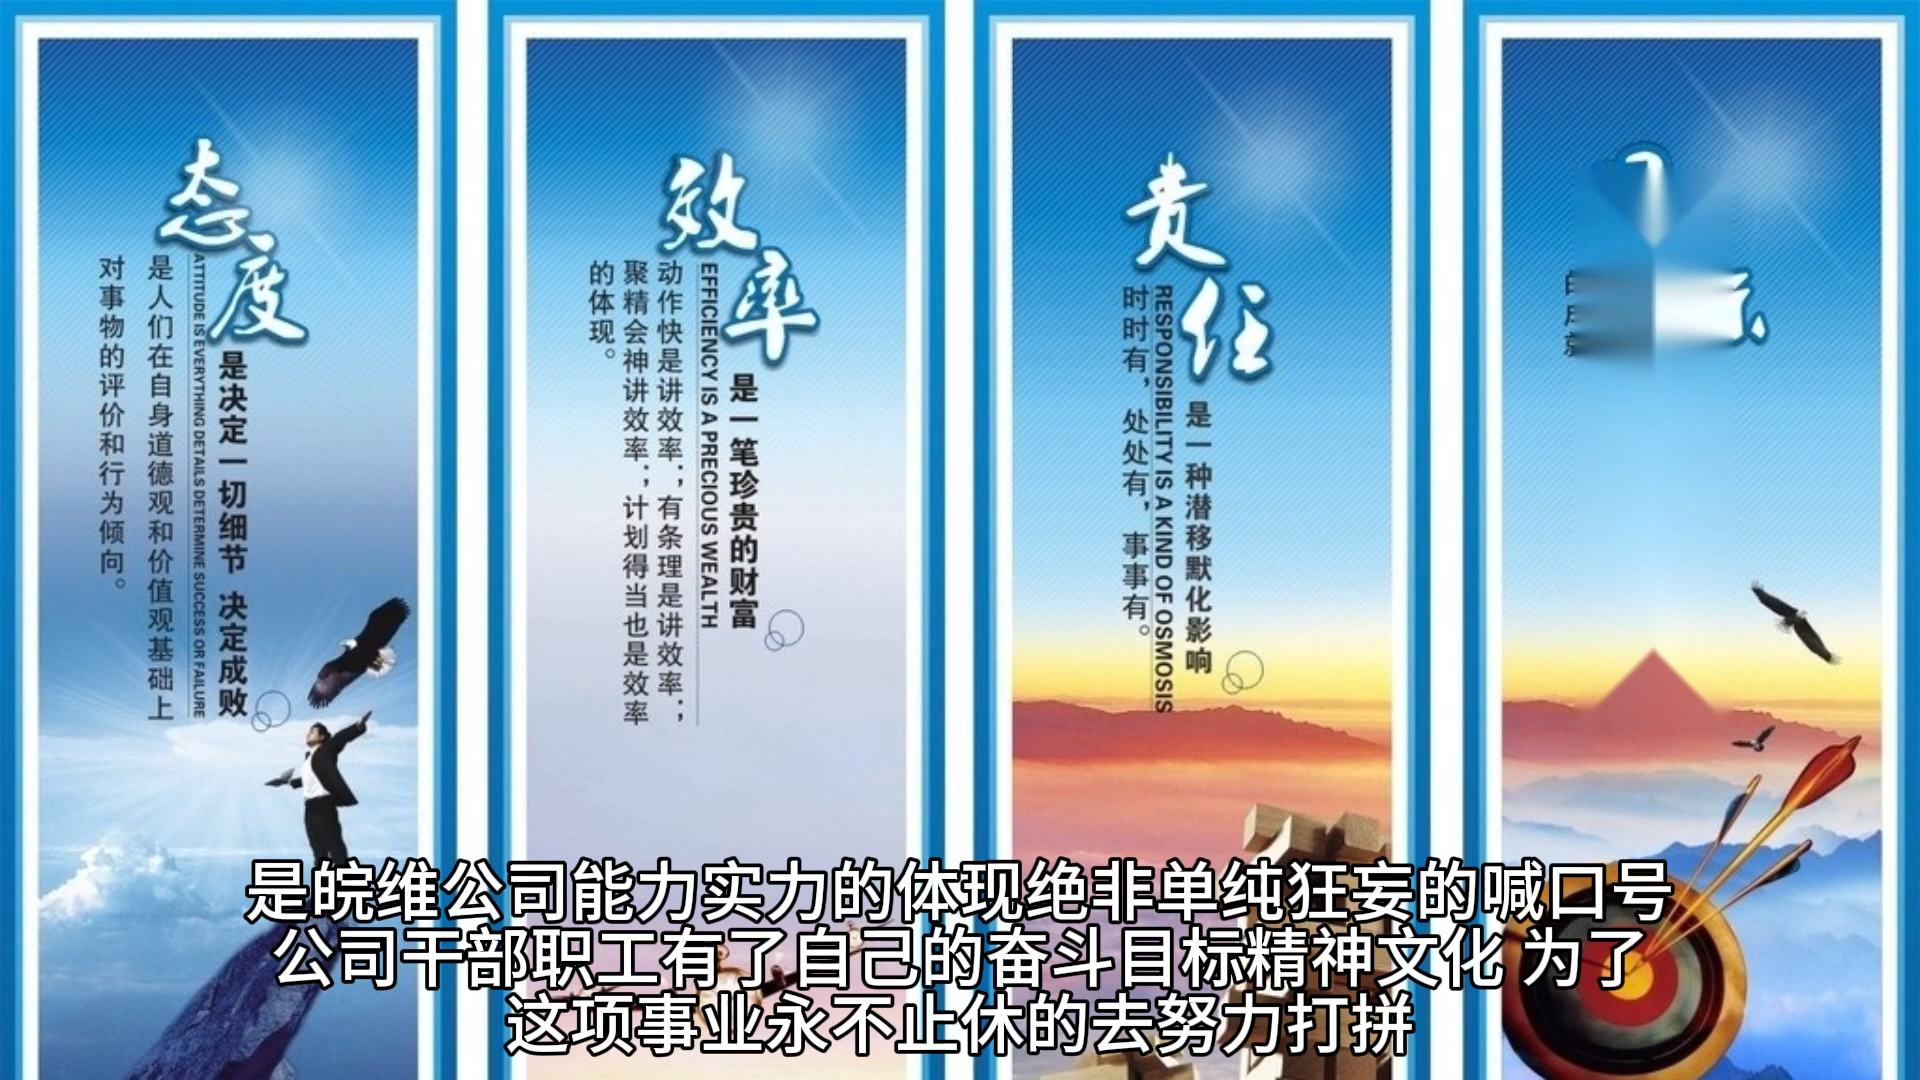 态度
是决定一切细节 决定成败
ATTITUDE IS EVERYTHING DETAILS DETERMINE SUCCESS OR FAILURE
是人们在自身道德观和价值观基础上
对事物的评价和行为倾向。
效率
是一笔珍贵的财富
EFFICIENCY IS A PRECIOUS WEALTH
动作快是讲效率；有条理是讲效率；
聚精会神讲效率；计划得当也是效率
的体现。
责任
是一种潜移默化影响
RESPONSIBILITY IS A KIND OF OSMOSIS
时时有，处处有，事事有。
是皖维公司能力实力的体现绝非单纯狂妄的喊口号
公司干部职工有了自己的奋斗目标精神文化 为了
这项事业永不止休的去努力打拼